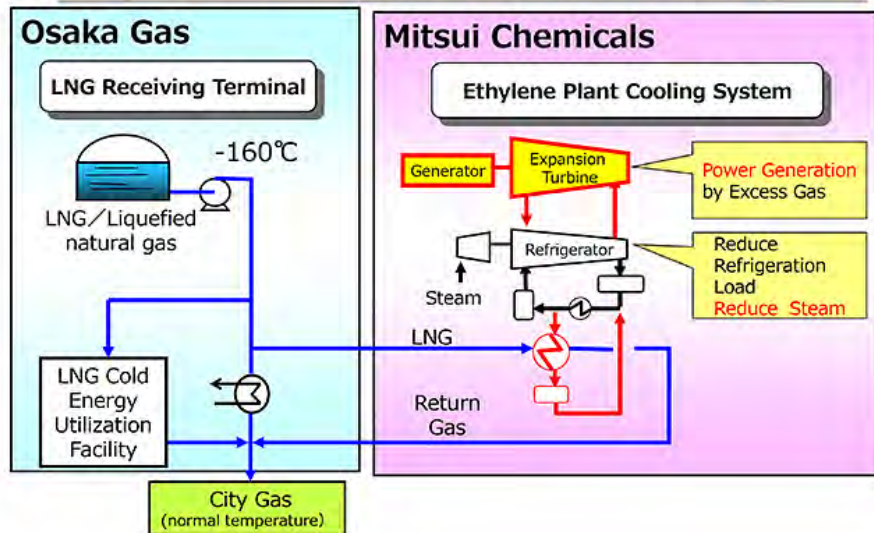 Osaka Gas
LNG Receiving Terminal
-160℃
LNG／Liquefied
natural gas
LNG Cold
Energy
Utilization
Facility
City Gas
(normal temperature)
LNG
Return
Gas
Mitsui Chemicals
Ethylene Plant Cooling System
Generator
Expansion
Turbine
Power Generation
by Excess Gas
Refrigerator
Steam
Reduce
Refrigeration
Load
Reduce Steam